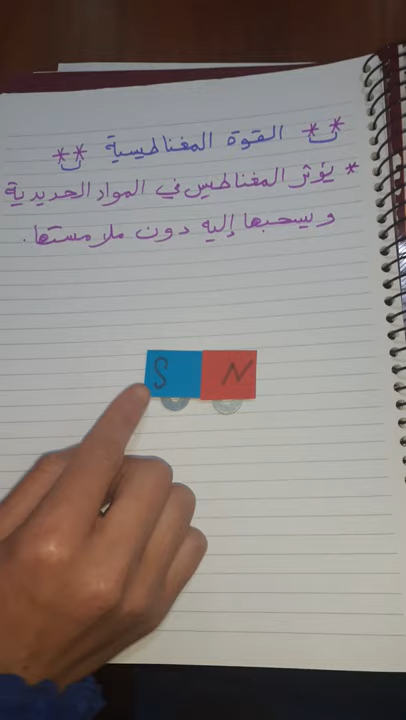 ** القوة المغناطيسية **
* يؤثر المغناطيس في المواد الحديدية
ويسحبها إليه دون ملامستها.
S N